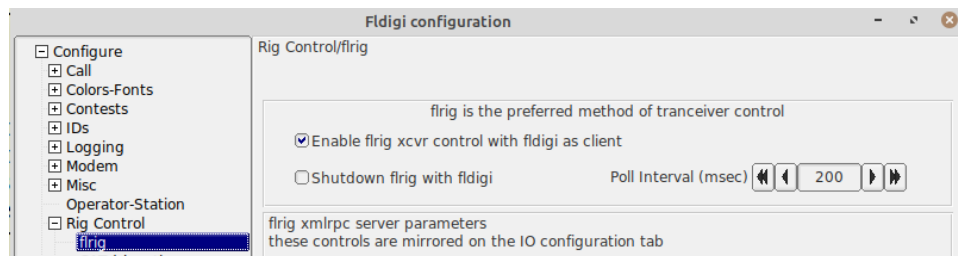 Fldigi configuration
Configure
Call
Colors-Fonts
Contests
IDs
Logging
Modem
Misc
Operator-Station
Rig Control
flrig
Rig Control/flrig
flrig is the preferred method of tranceiver control
Enable flrig xcvr control with fldigi as client
Shutdown flrig with fldigi Poll Interval (msec) 200
flrig xmlrpc server parameters
these controls are mirrored on the IO configuration tab